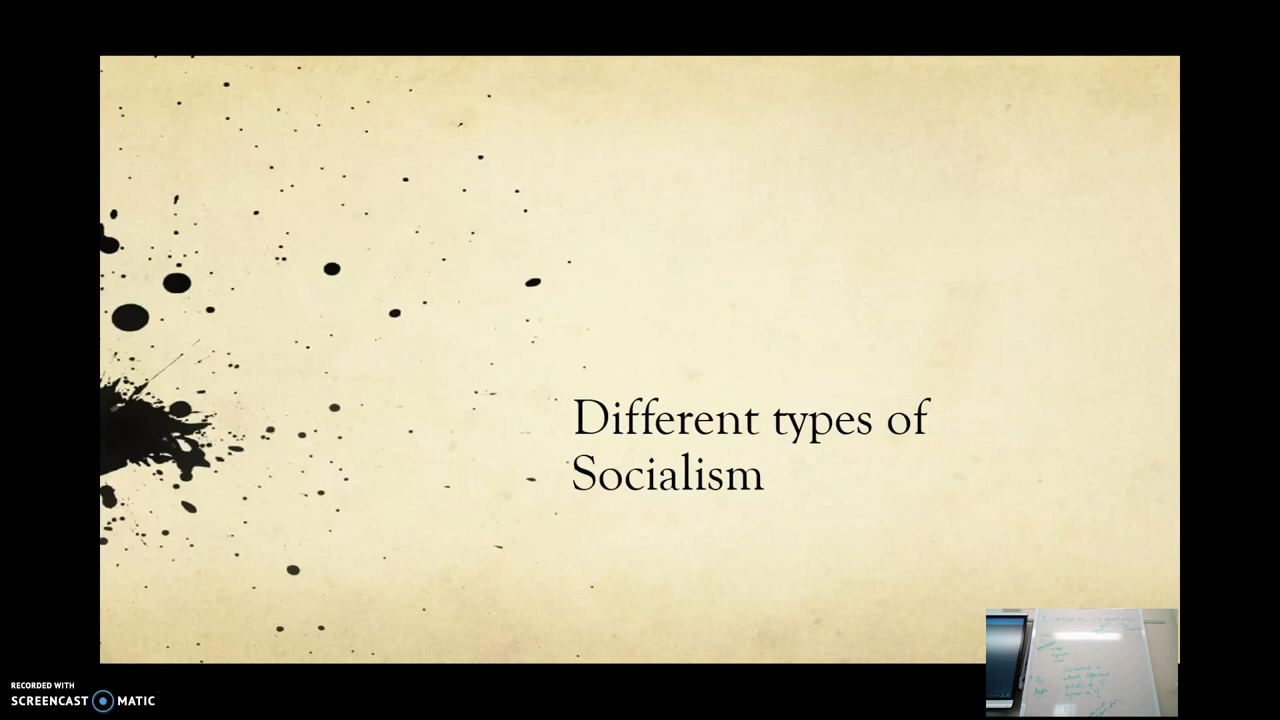 Different types of
Socialism
RECORDED WITH
SCREENCAST MATIC